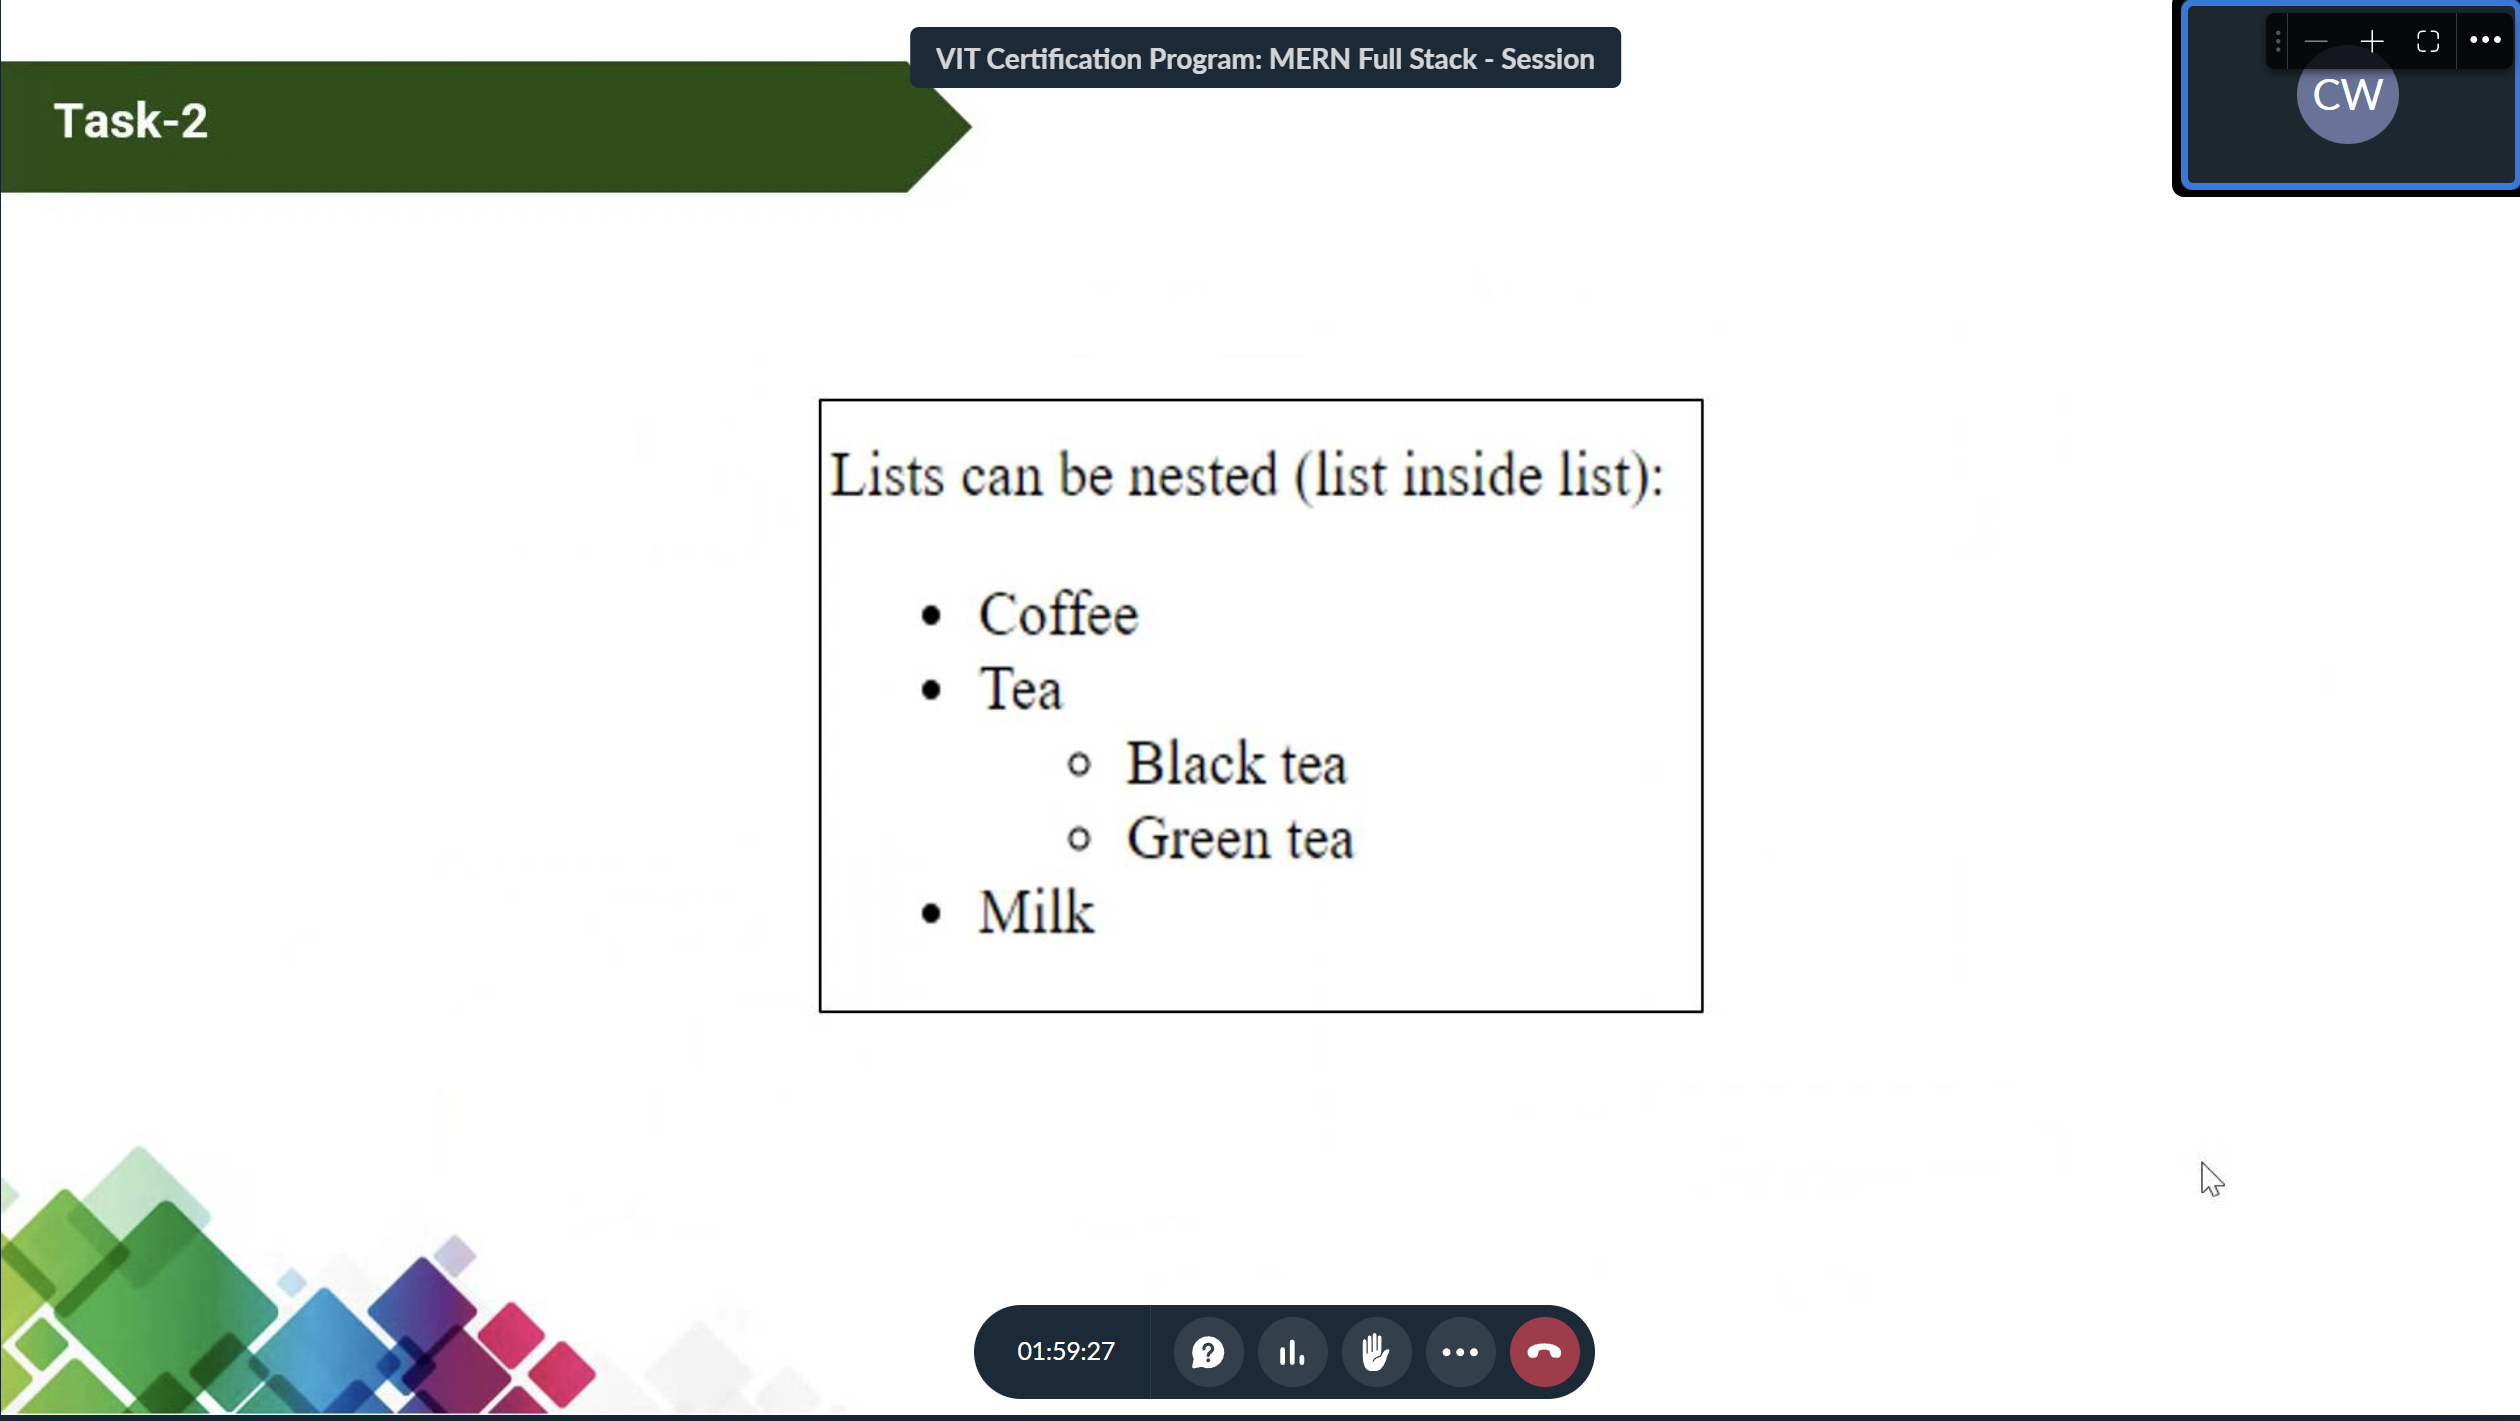 VIT Certification Program: MERN Full Stack - Session
CW
Task-2
Lists can be nested (list inside list):
Coffee
Tea
Black tea
Green tea
Milk
01:59:27